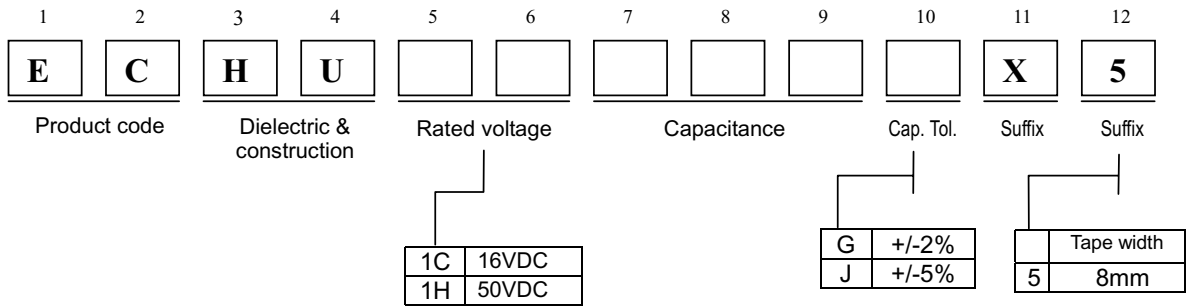 1 2 3 4 5 6 7 8 9 10 11 12
E C H U X 5
Product code Dielectric & construction Rated voltage Capacitance Cap. Tol. Suffix Suffix
1C 16VDC
1H 50VDC
G +/-2%
J +/-5%
Tape width
5 8mm